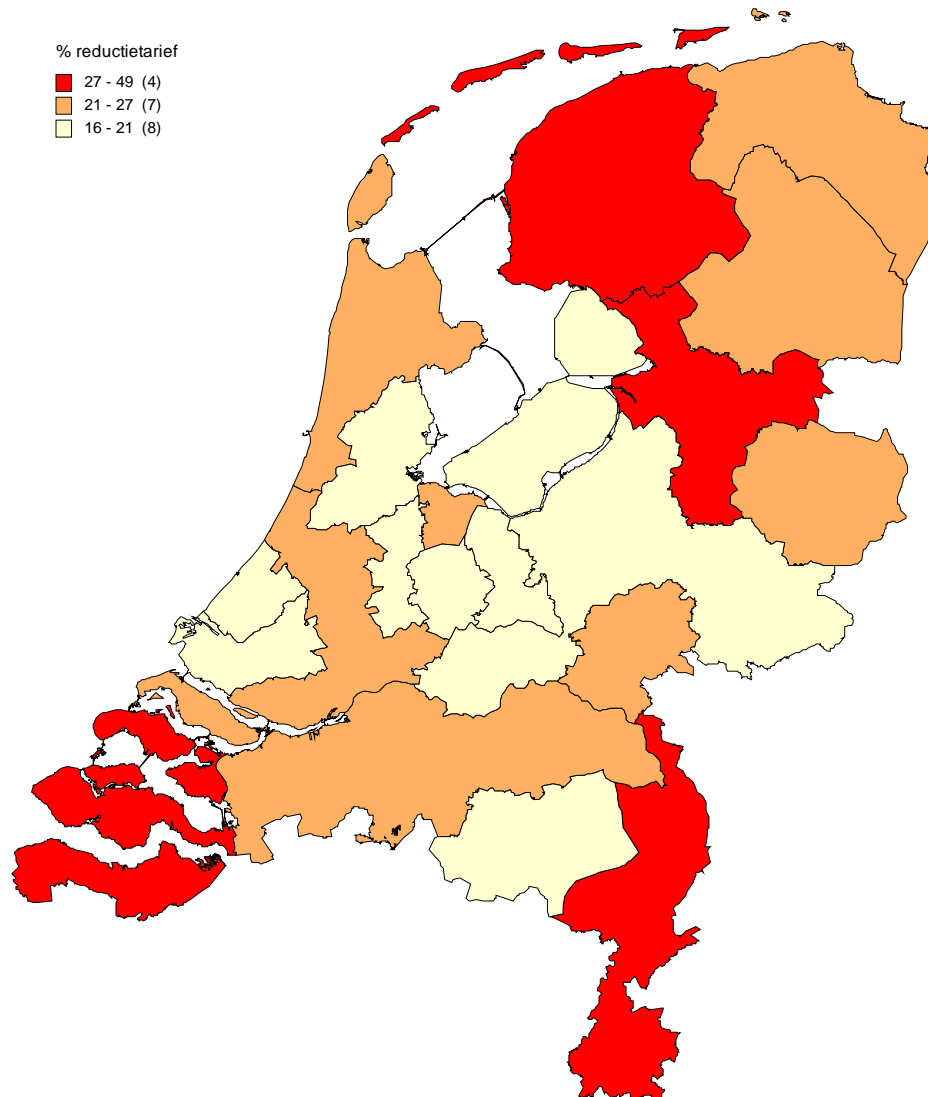 % reductietarief
27 - 49 (4)
21 - 27 (7)
16 - 21 (8)